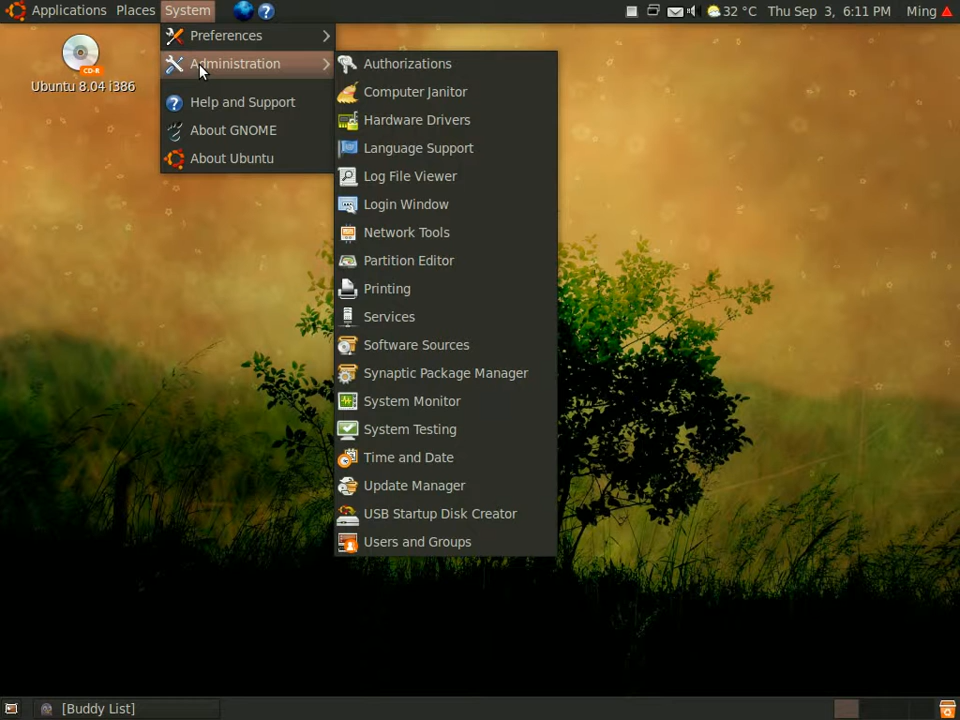 Applications Places System 32 °C Thu Sep 3, 6:11 PM Ming
CD-R
Ubuntu 8.04 i386
Preferences
Administration
Help and Support
About GNOME
About Ubuntu
Authorizations
Computer Janitor
Hardware Drivers
Language Support
Log File Viewer
Login Window
Network Tools
Partition Editor
Printing
Services
Software Sources
Synaptic Package Manager
System Monitor
System Testing
Time and Date
Update Manager
USB Startup Disk Creator
Users and Groups
[Buddy List]